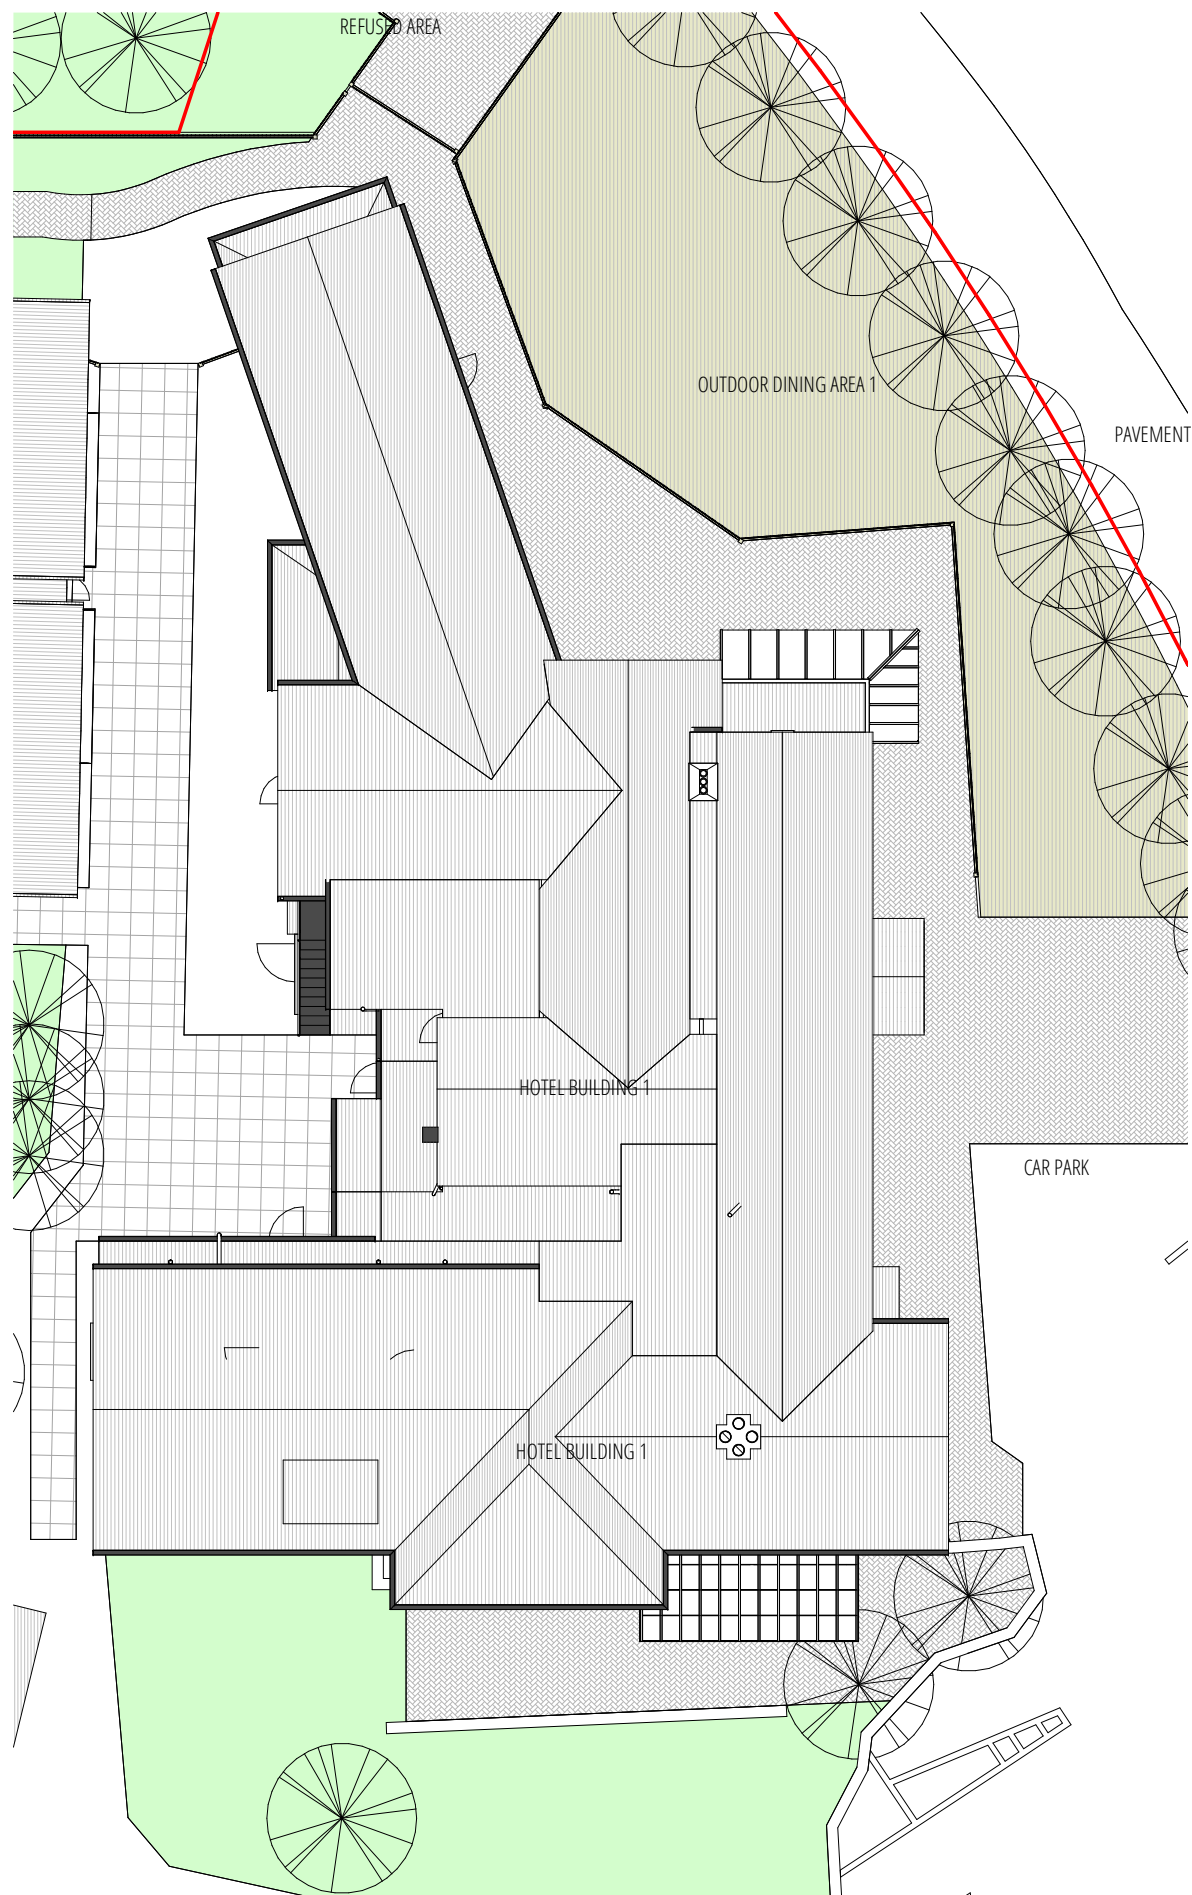 REFUSED AREA
OUTDOOR DINING AREA 1
PAVEMENT
HOTEL BUILDING 1
CAR PARK
HOTEL BUILDING 1